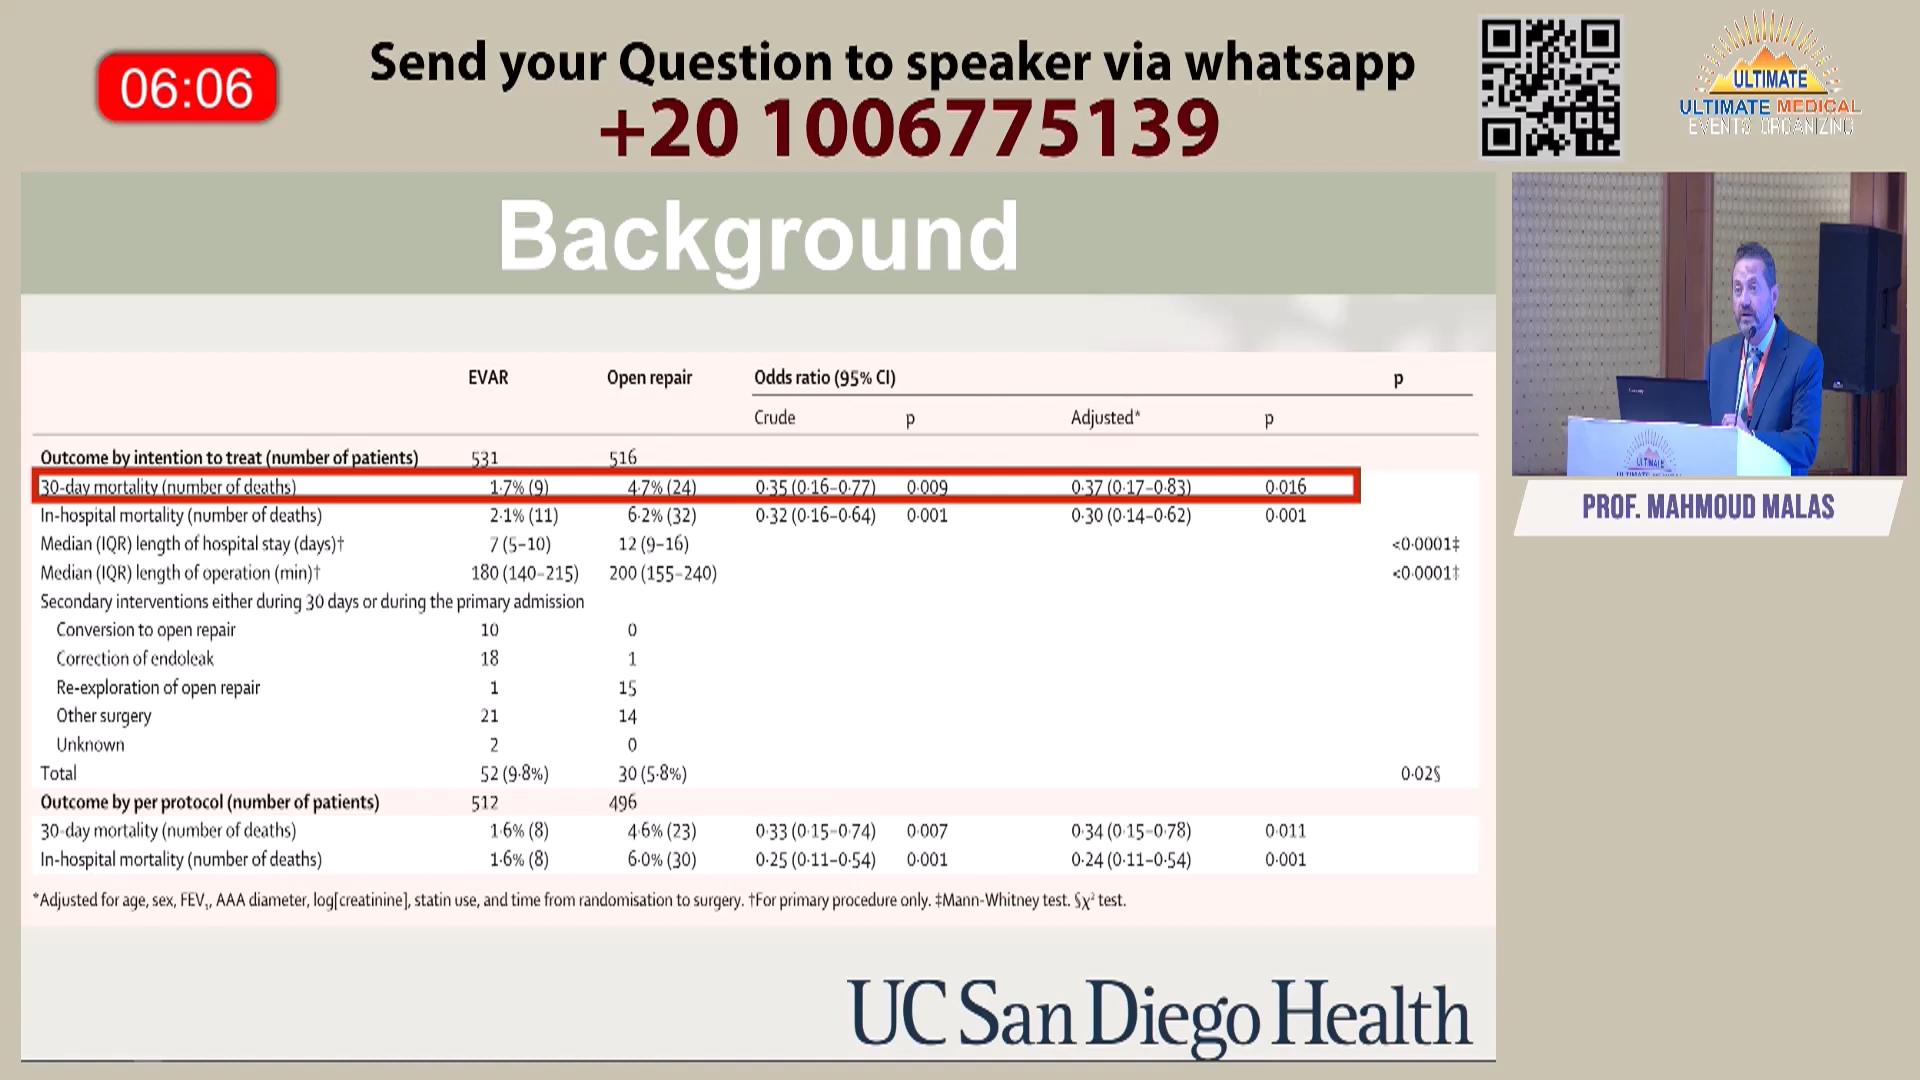 06:06
Send your Question to speaker via whatsapp
+20 1006775139
ULTIMATE
ULTIMATE MEDICAL
EVENTS ORGANIZING
Background
EVAR Open repair Odds ratio (95% CI) p
Crude p Adjusted* p
Outcome by intention to treat (number of patients) 531 516
30-day mortality (number of deaths) 1·7% (9) 4·7% (24) 0·35 (0·16–0·77) 0·009 0·37 (0·17–0·83) 0·016
In-hospital mortality (number of deaths) 2·1% (11) 6·2% (32) 0·32 (0·16–0·64) 0·001 0·30 (0·14–0·62) 0·001
Median (IQR) length of hospital stay (days)† 7 (5–10) 12 (9–16) <0·0001‡
Median (IQR) length of operation (min)† 180 (140–215) 200 (155–240) <0·0001‡
Secondary interventions either during 30 days or during the primary admission
Conversion to open repair 10 0
Correction of endoleak 18 1
Re-exploration of open repair 1 15
Other surgery 21 14
Unknown 2 0
Total 52 (9·8%) 30 (5·8%) 0·02§
Outcome by per protocol (number of patients) 512 496
30-day mortality (number of deaths) 1·6% (8) 4·6% (23) 0·33 (0·15–0·74) 0·007 0·34 (0·15–0·78) 0·011
In-hospital mortality (number of deaths) 1·6% (8) 6·0% (30) 0·25 (0·11–0·54) 0·001 0·24 (0·11–0·54) 0·001
*Adjusted for age, sex, FEV₁, AAA diameter, log[creatinine], statin use, and time from randomisation to surgery. †For primary procedure only. ‡Mann-Whitney test. §χ² test.
UC San Diego Health
ULTIMATE
PROF. MAHMOUD MALAS